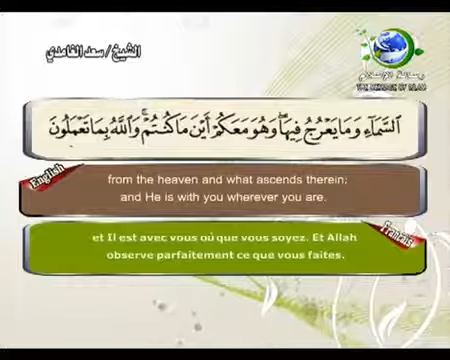 الشيخ / سعد الغامدي
رسالة الإسلام
THE MESSAGE OF ISLAM
السَّمَاءِ وَمَا يَعْرُجُ فِيهَا ۖ وَهُوَ مَعَكُمْ أَيْنَ مَا كُنتُمْ ۚ وَاللَّهُ بِمَا تَعْمَلُونَ
English
from the heaven and what ascends therein;
and He is with you wherever you are.
Français
et Il est avec vous où que vous soyez. Et Allah
observe parfaitement ce que vous faites.